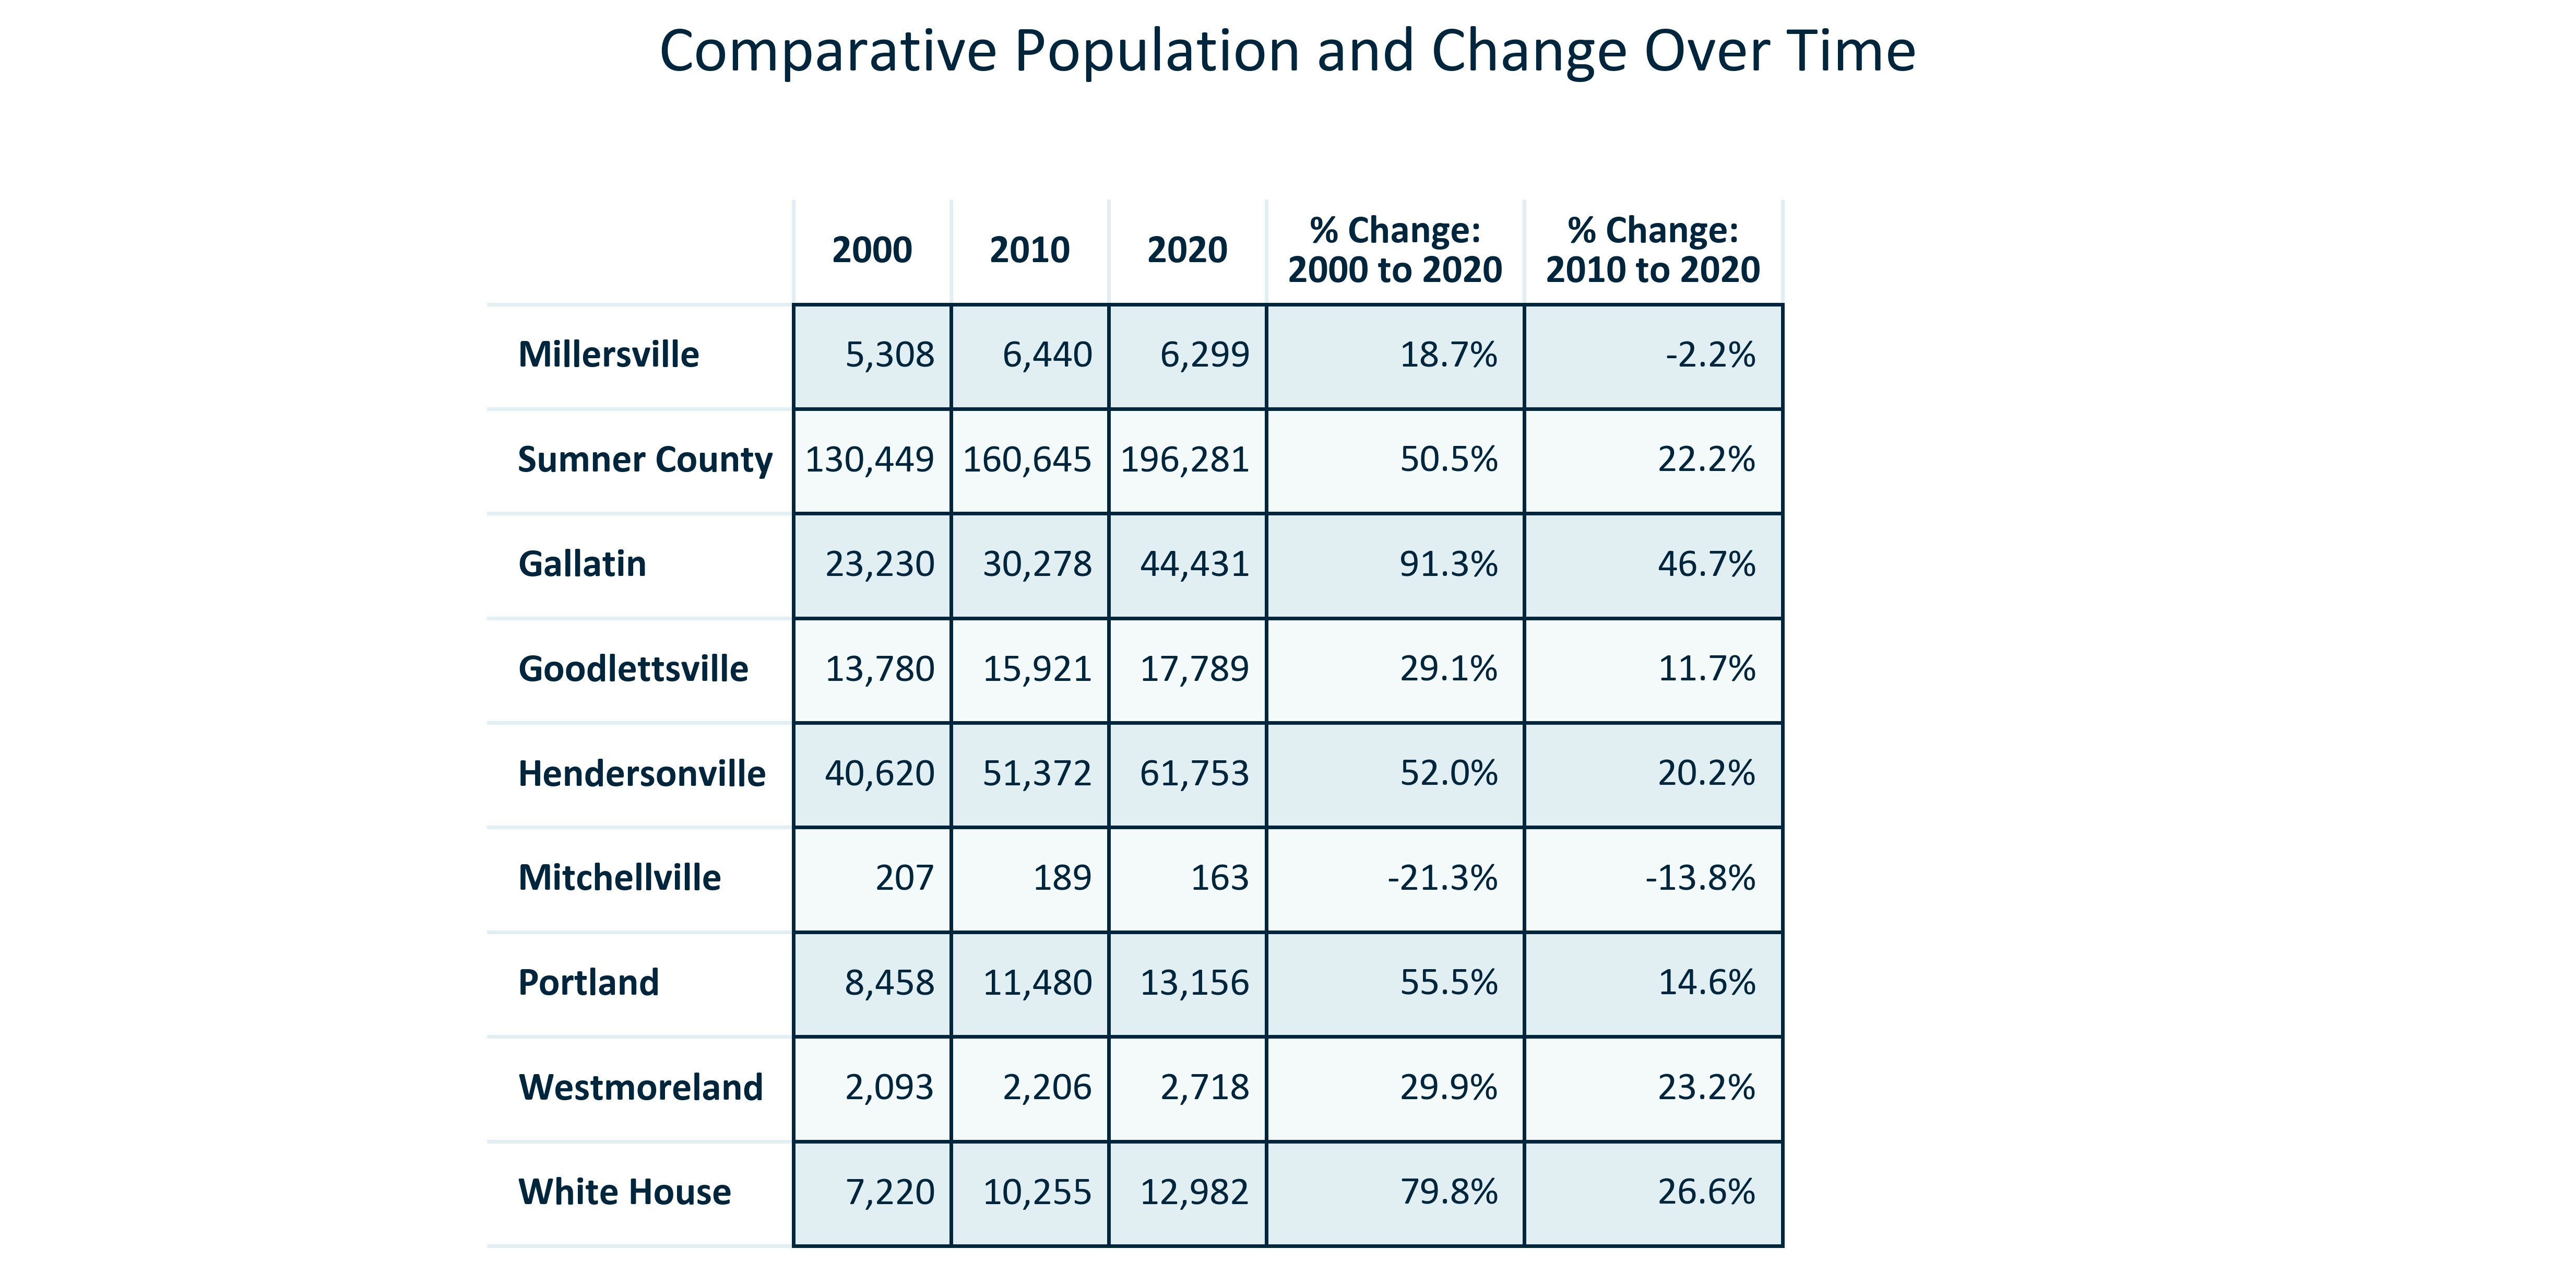 Comparative Population and Change Over Time
2000 2010 2020 % Change: 2000 to 2020 % Change: 2010 to 2020
Millersville 5,308 6,440 6,299 18.7% -2.2%
Sumner County 130,449 160,645 196,281 50.5% 22.2%
Gallatin 23,230 30,278 44,431 91.3% 46.7%
Goodlettsville 13,780 15,921 17,789 29.1% 11.7%
Hendersonville 40,620 51,372 61,753 52.0% 20.2%
Mitchellville 207 189 163 -21.3% -13.8%
Portland 8,458 11,480 13,156 55.5% 14.6%
Westmoreland 2,093 2,206 2,718 29.9% 23.2%
White House 7,220 10,255 12,982 79.8% 26.6%